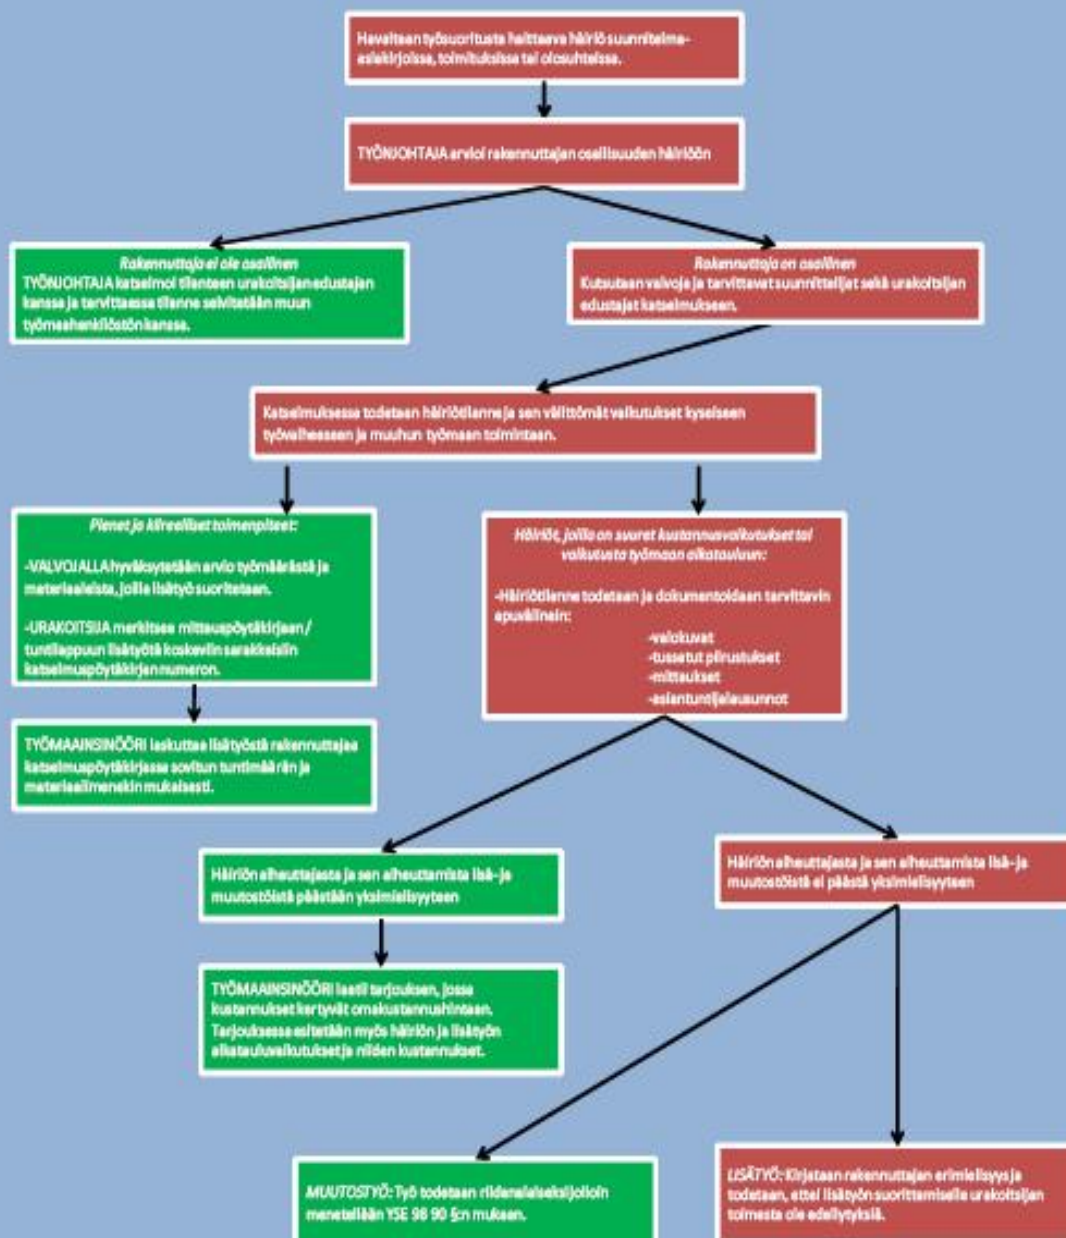 Havaitaan työsuoritusta haittaava häiriö suunnitelma-
asiakirjoissa, toimituksissa tai olosuhteissa.
TYÖNJOHTAJA arvioi rakennuttajan osallisuuden häiriöön
Rakennuttaja ei ole osallinen
TYÖNJOHTAJA katselmoi tilanteen urakoitsijan edustajan
kanssa ja tarvittaessa tilanne selvitetään muun
työmaahenkilöstön kanssa.
Rakennuttaja on osallinen
Kutsutaan valvoja ja tarvittavat suunnittelijat sekä urakoitsijan
edustajat katselmukseen.
Katselmuksessa todetaan häiriötilanne ja sen välittömät vaikutukset kyseiseen
työvaiheeseen ja muuhun työmaan toimintaan.
Pienet ja kiireelliset toimenpiteet:
-VALVOJALLA hyväksytetään arvio työmäärästä ja
materiaaleista, joilla lisätyö suoritetaan.
-URAKOITSIJA merkitsee mittauspöytäkirjaan /
tuntilappuun lisätyötä koskeviin sarakkeisiin
katselmuspöytäkirjan numeron.
TYÖMAAINSINÖÖRI laskuttaa lisätyöstä rakennuttajaa
katselmuspöytäkirjassa sovitun tuntimäärän ja
materiaalimenekin mukaisesti.
Häiriöt, joilla on suuret kustannusvaikutukset tai
vaikutusta työmaan aikatauluun:
-Häiriötilanne todetaan ja dokumentoidaan tarvittavin
apuvälinein:
-valokuvat
-tussatut piirustukset
-mittaukset
-asiantuntijalausunnot
Häiriön aiheuttajasta ja sen aiheuttamista lisä- ja
muutostöistä päästään yksimielisyyteen
TYÖMAAINSINÖÖRI laatii tarjouksen, jossa
kustannukset kertyvät omakustannushintaan.
Tarjouksessa esitetään myös häiriön ja lisätyön
aikatauluvaikutukset ja niiden kustannukset.
Häiriön aiheuttajasta ja sen aiheuttamista lisä- ja
muutostöistä ei päästä yksimielisyyteen
MUUTOSTYÖ: Työ todetaan riidanalaiseksi jolloin
menetellään YSE 98 90 §:n mukaan.
LISÄTYÖ: Kirjataan rakennuttajan erimielisyys ja
todetaan, ettei lisätyön suorittamiselle urakoitsijan
toimesta ole edellytyksiä.